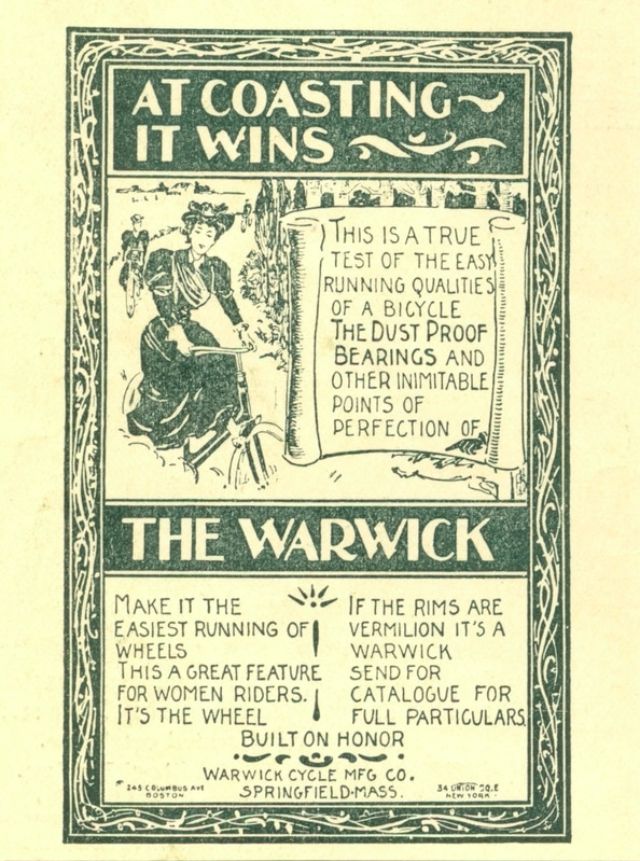 AT COASTING
IT WINS
THIS IS A TRUE
TEST OF THE EASY
RUNNING QUALITIES
OF A BICYCLE
THE DUST PROOF
BEARINGS AND
OTHER INIMITABLE
POINTS OF
PERFECTION OF
THE WARWICK
MAKE IT THE
EASIEST RUNNING OF
WHEELS
THIS A GREAT FEATURE
FOR WOMEN RIDERS.
IT'S THE WHEEL
IF THE RIMS ARE
VERMILION IT'S A
WARWICK
SEND FOR
CATALOGUE FOR
FULL PARTICULARS
BUILT ON HONOR
WARWICK CYCLE MFG CO.
SPRINGFIELD-MASS.
245 COLUMBUS AVE
BOSTON
34 UNION SQ.E
NEW YORK.